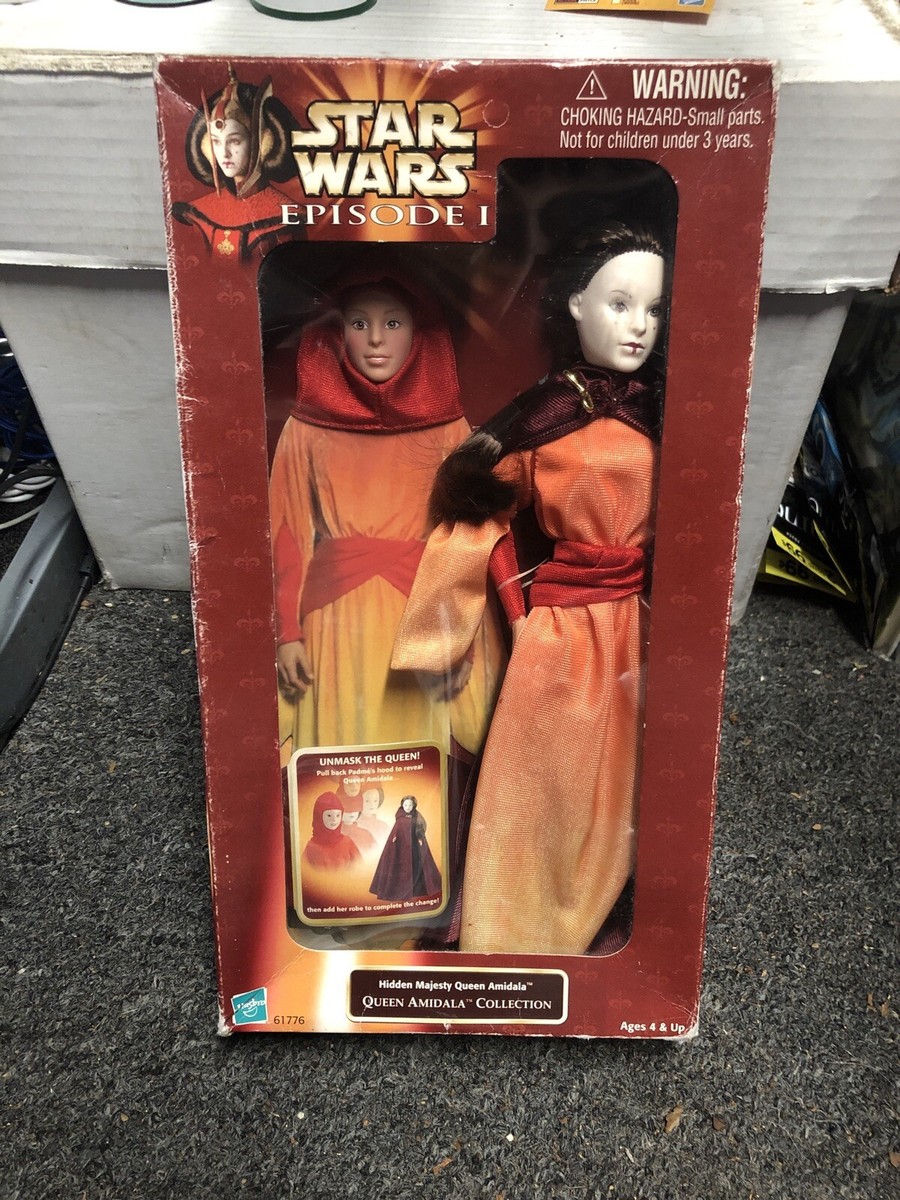 STAR
WARS
EPISODE I
WARNING:
CHOKING HAZARD-Small parts.
Not for children under 3 years.
UNMASK THE QUEEN!
Pull back Padmé's hood to reveal
Queen Amidala...
then add her robe to complete the change!
Hidden Majesty Queen Amidala™
QUEEN AMIDALA™ COLLECTION
Hasbro
61776
Ages 4 & Up